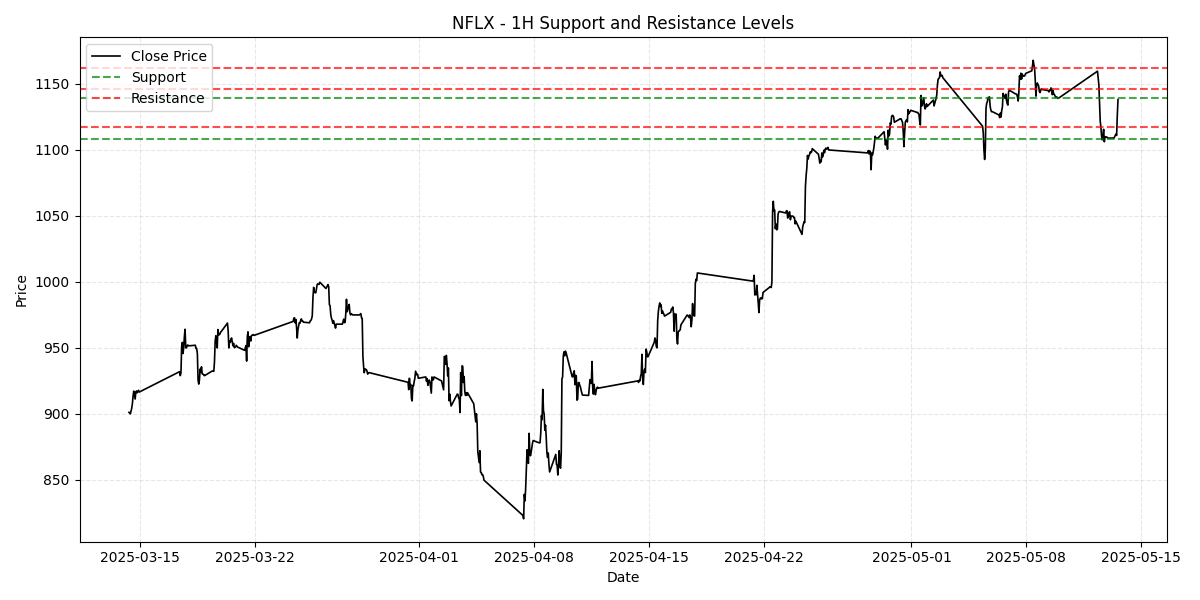 NFLX - 1H Support and Resistance Levels
Close Price
Support
Resistance
Price
1150
1100
1050
1000
950
900
850
2025-03-15 2025-03-22 2025-04-01 2025-04-08 2025-04-15 2025-04-22 2025-05-01 2025-05-08 2025-05-15
Date